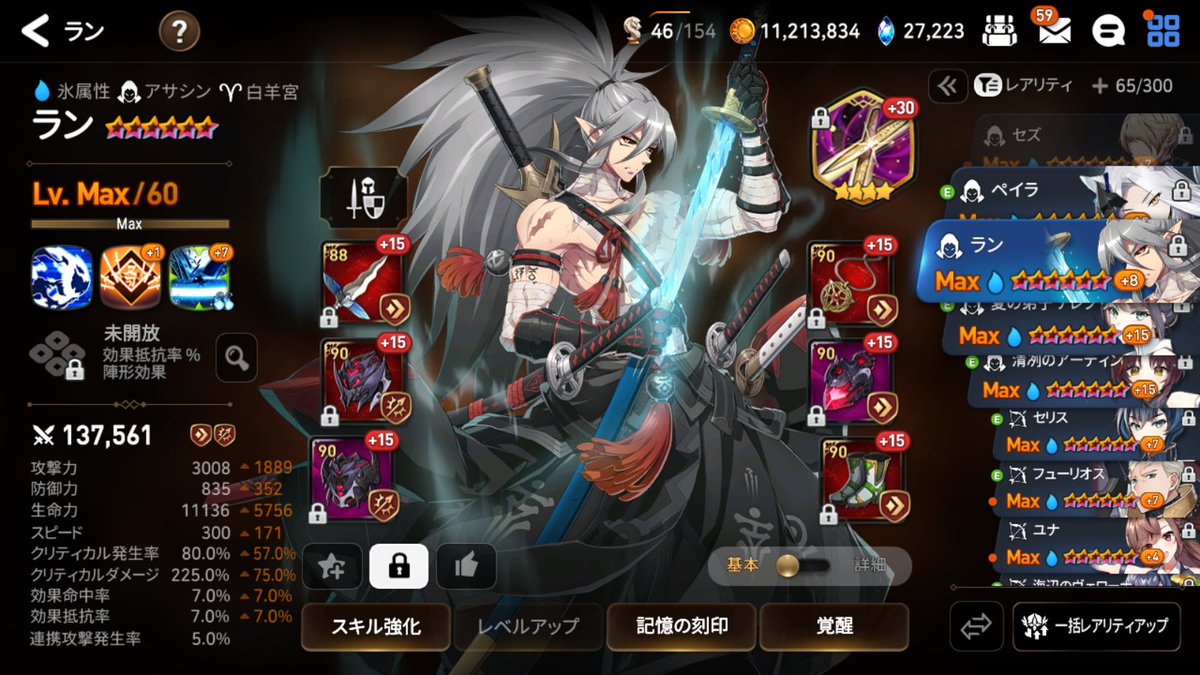 ラン
?
46/154
11,213,834
27,223
59
氷属性 アサシン 白羊宮
ラン
Lv. Max/60
Max
+1
+7
未開放
効果抵抗率 %
陣形効果
137,561
攻撃力 3008 1889
防御力 835 352
生命力 11136 5756
スピード 300 171
クリティカル発生率 80.0% 57.0%
クリティカルダメージ 225.0% 75.0%
効果命中率 7.0% 7.0%
効果抵抗率 7.0% 7.0%
連携攻撃発生率 5.0%
88 +15
90 +15
90 +15
+30
90 +15
90 +15
90 +15
基本 詳細
スキル強化
レベルアップ
記憶の刻印
覚醒
レアリティ 65/300
セズ
Max
E ペイラ
ラン
Max +8
Max +15
E 清冽のアーティン
Max +15
E セリス
Max +7
E フューリオス
Max +7
ユナ
Max +4
一括レアリティアップ